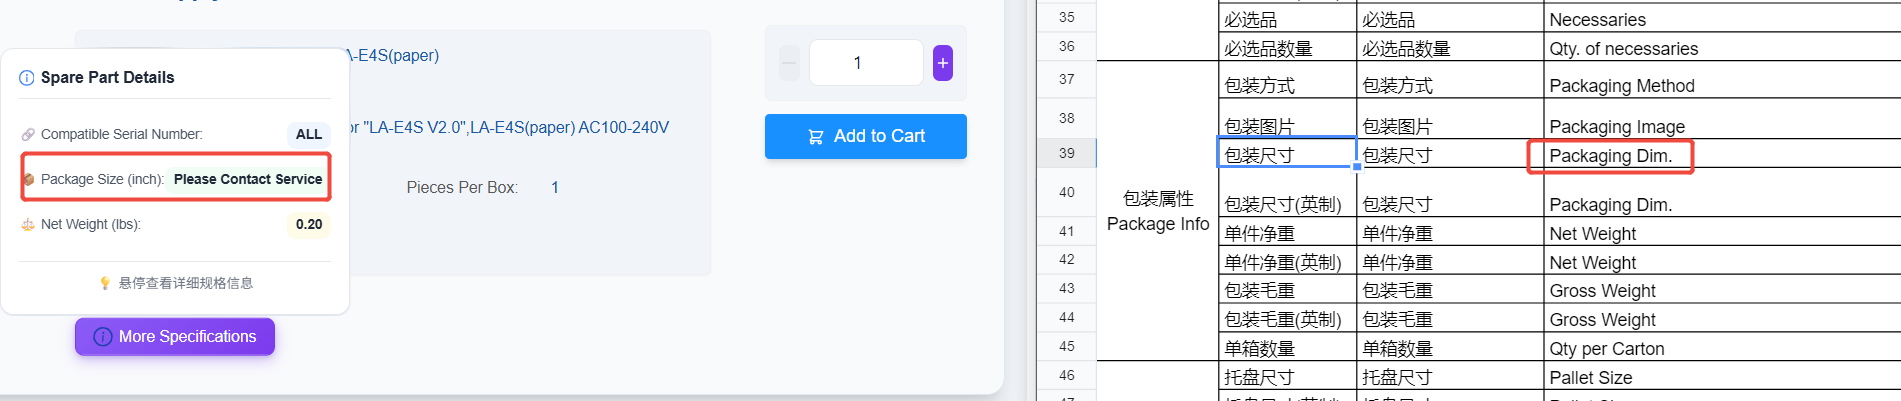 A-E4S(paper)
Spare Part Details
Compatible Serial Number: ALL
or "LA-E4S V2.0",LA-E4S(paper) AC100-240V
Package Size (inch): Please Contact Service
Pieces Per Box: 1
Net Weight (lbs): 0.20
悬停查看详细规格信息
More Specifications
1 +
Add to Cart
35 必选品 必选品 Necessaries
36 必选品数量 必选品数量 Qty. of necessaries
37 包装方式 包装方式 Packaging Method
38 包装图片 包装图片 Packaging Image
39 包装尺寸 包装尺寸 Packaging Dim.
包装属性
Package Info
40 包装尺寸(英制) 包装尺寸 Packaging Dim.
41 单件净重 单件净重 Net Weight
42 单件净重(英制) 单件净重 Net Weight
43 包装毛重 包装毛重 Gross Weight
44 包装毛重(英制) 包装毛重 Gross Weight
45 单箱数量 单箱数量 Qty per Carton
46 托盘尺寸 托盘尺寸 Pallet Size